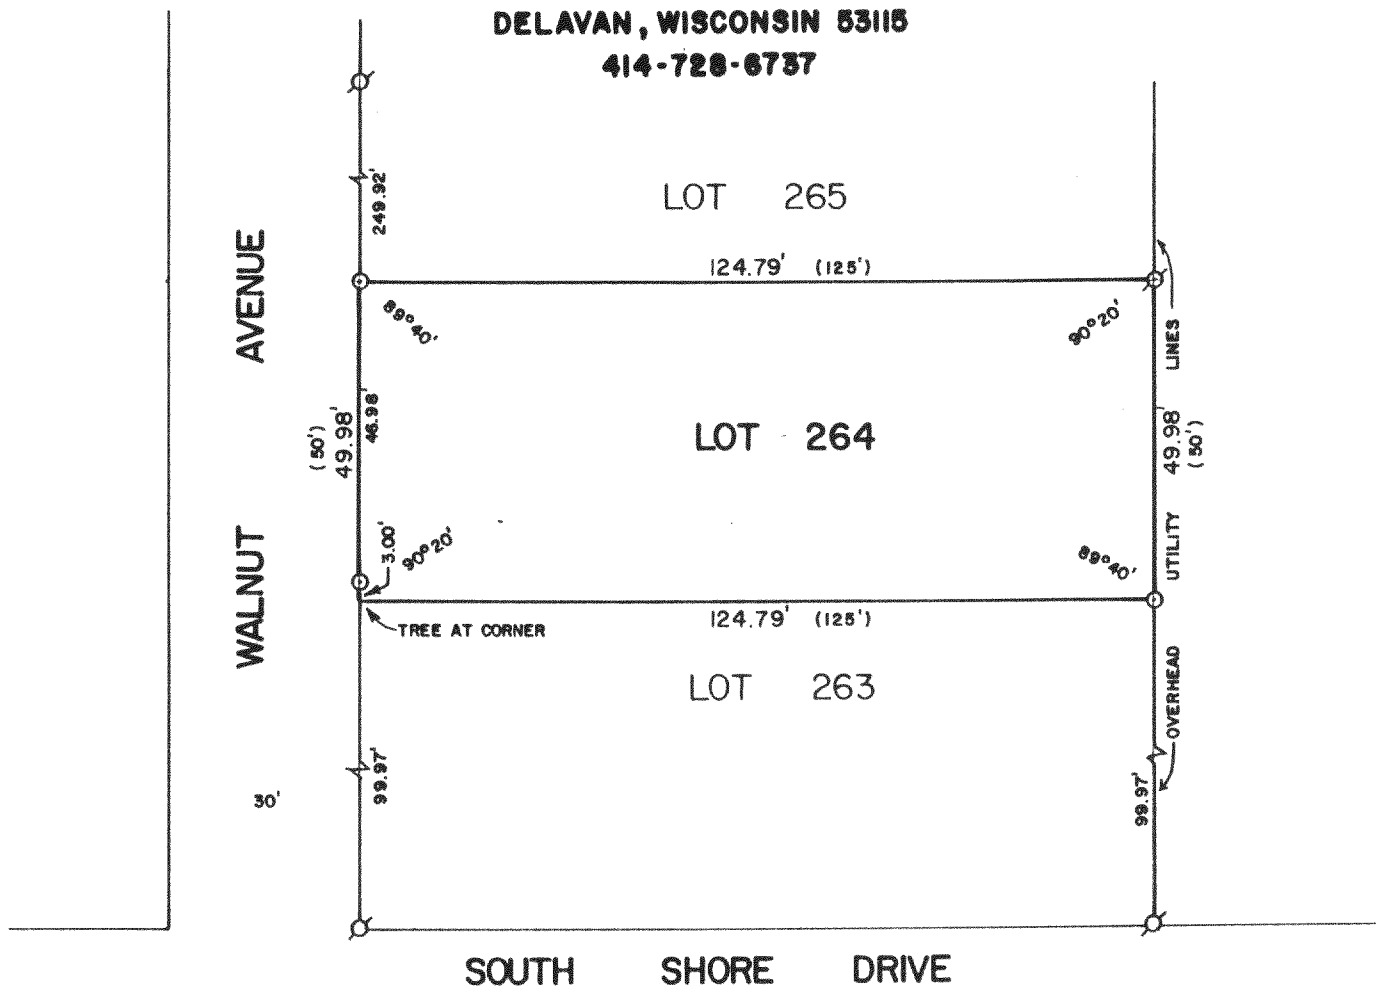 DELAVAN, WISCONSIN 53115
414-728-6737
249.92'
LOT 265
124.79' (125')
89°40'
90°20'
WALNUT AVENUE
(50')
49.98'
46.98'
LOT 264
49.98'
(50')
OVERHEAD UTILITY LINES
3.00'
90°20'
89°40'
TREE AT CORNER
124.79' (125')
LOT 263
99.97'
99.97'
30'
SOUTH SHORE DRIVE